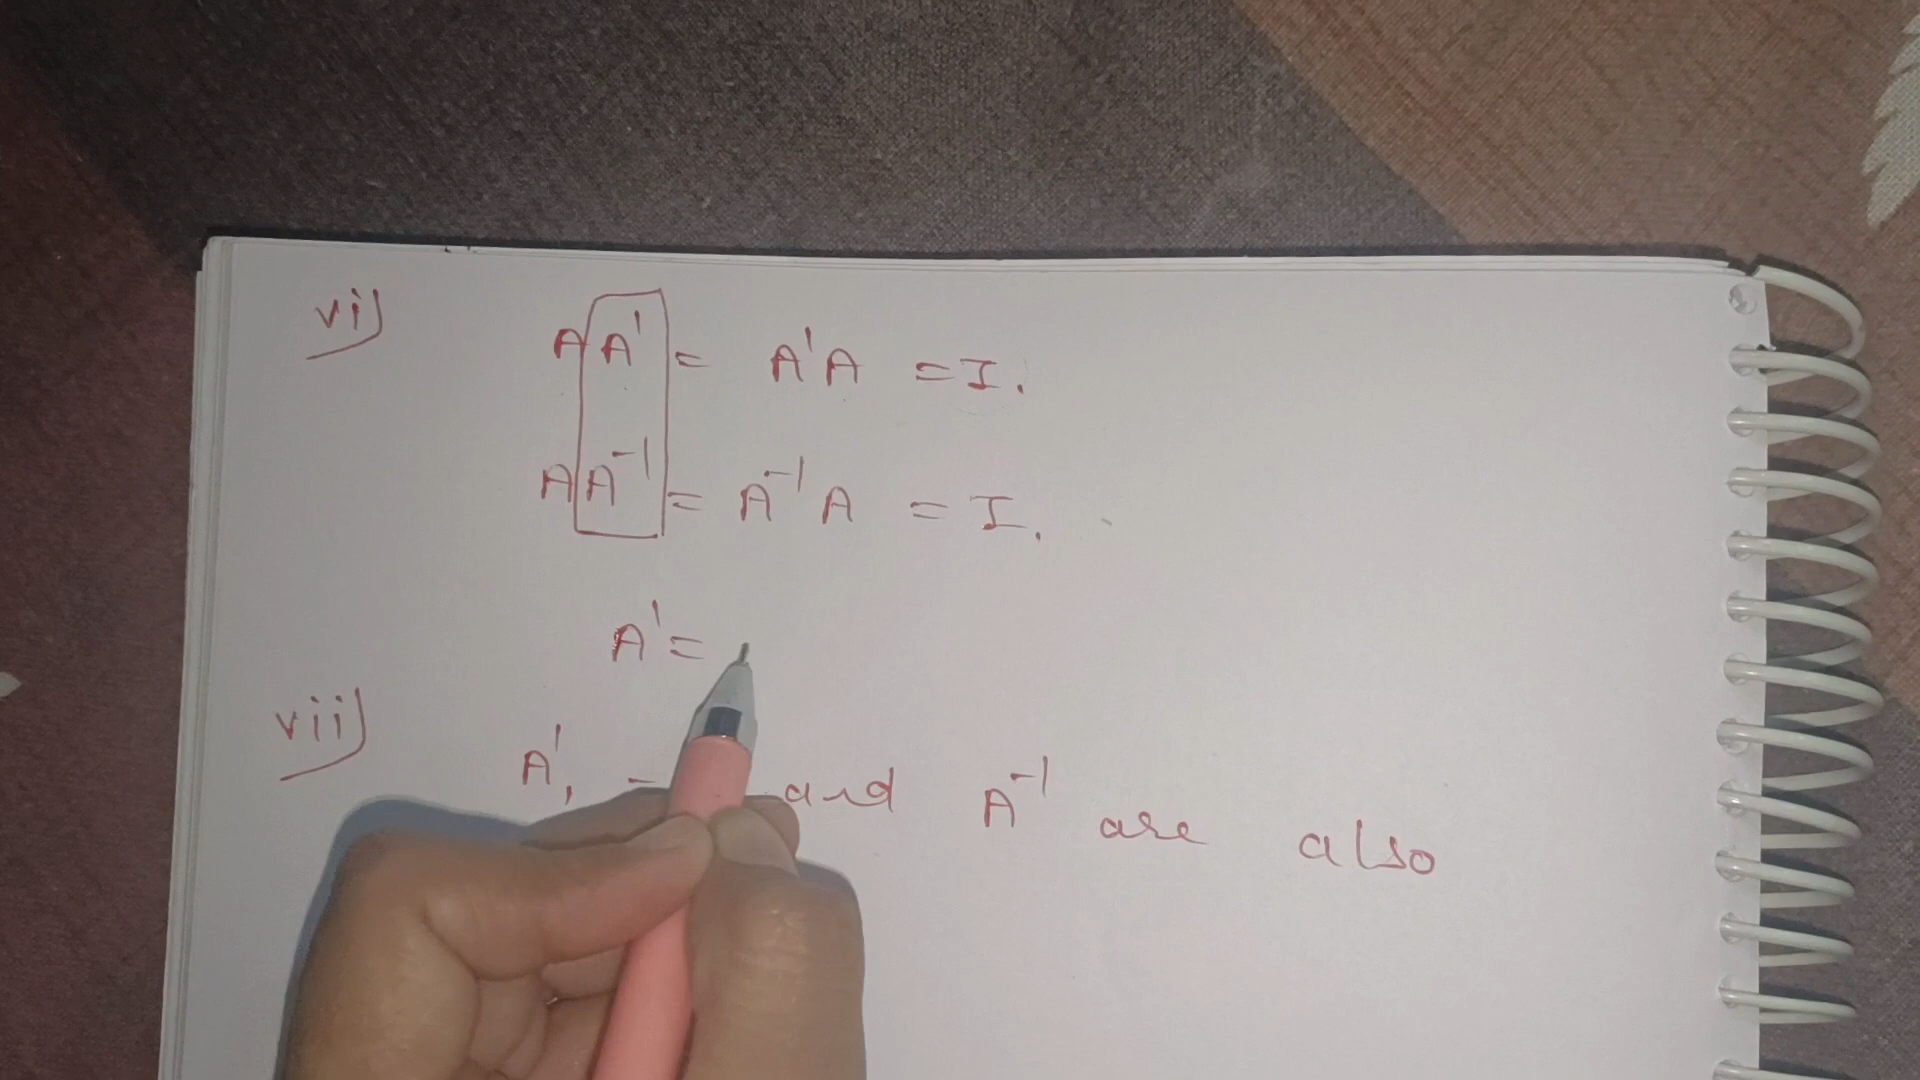 vi) AA' = A'A = I.
AA⁻¹ = A⁻¹A = I.
A' =
vii) A', and A⁻¹ are also